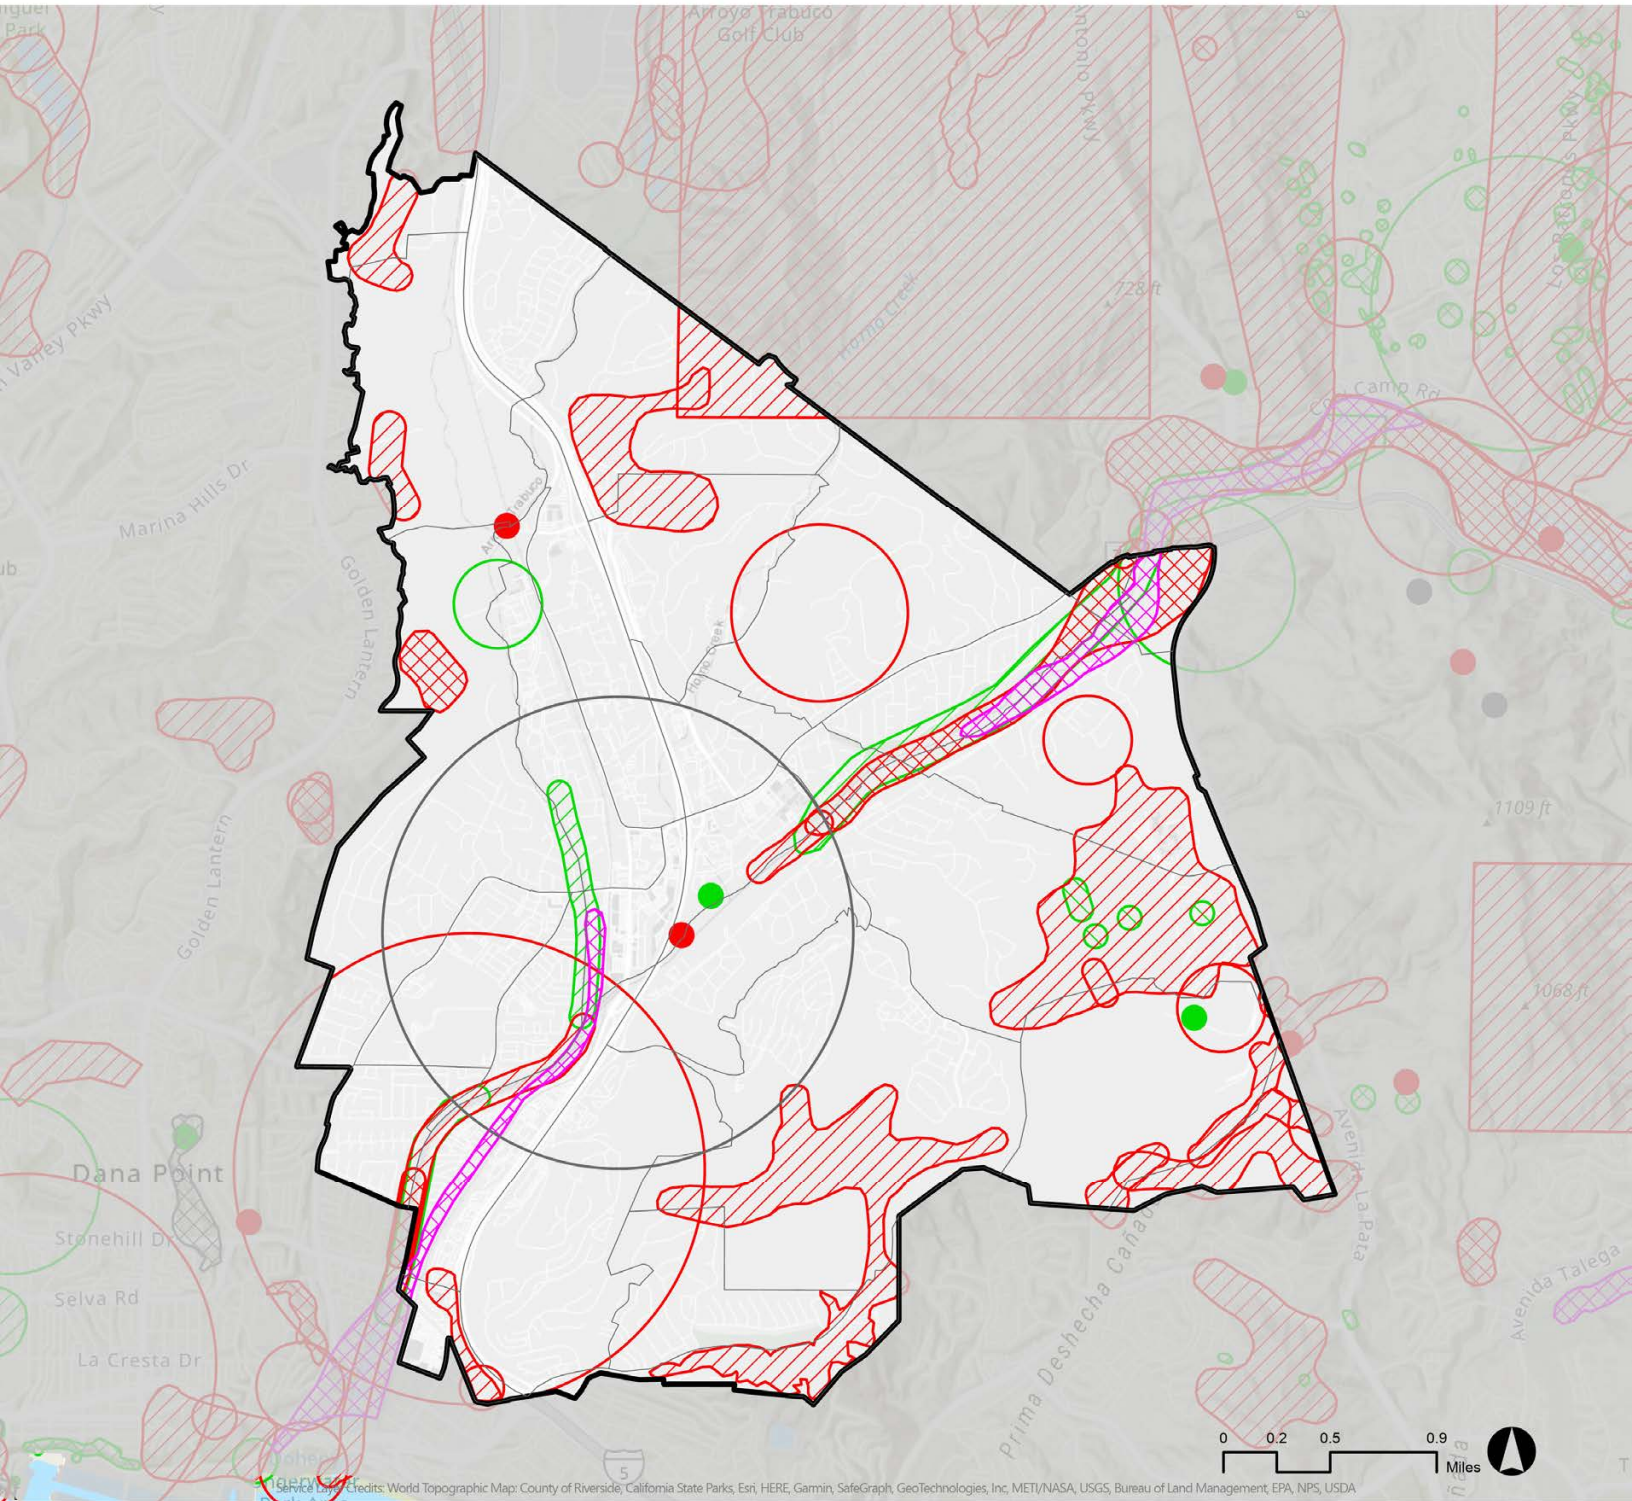 Park
Arroyo Trabuco
Golf Club
Antonio Pkwy
Los Patrones Pkwy
728 ft
Horno Creek
Valley Pkwy
Camp Rd
Marina Hills Dr
Arroyo Trabuco
Golden Lantern
Horno Creek
1109 ft
Golden Lantern
1068 ft
Dana Point
Avenida La Pata
Stonehill Dr
Selva Rd
Avenida Talega
La Cresta Dr
Prima Deshecha Cañada
0 0.2 0.5 0.9
Miles
5
Service Layer Credits: World Topographic Map: County of Riverside, California State Parks, Esri, HERE, Garmin, SafeGraph, GeoTechnologies, Inc, METI/NASA, USGS, Bureau of Land Management, EPA, NPS, USDA